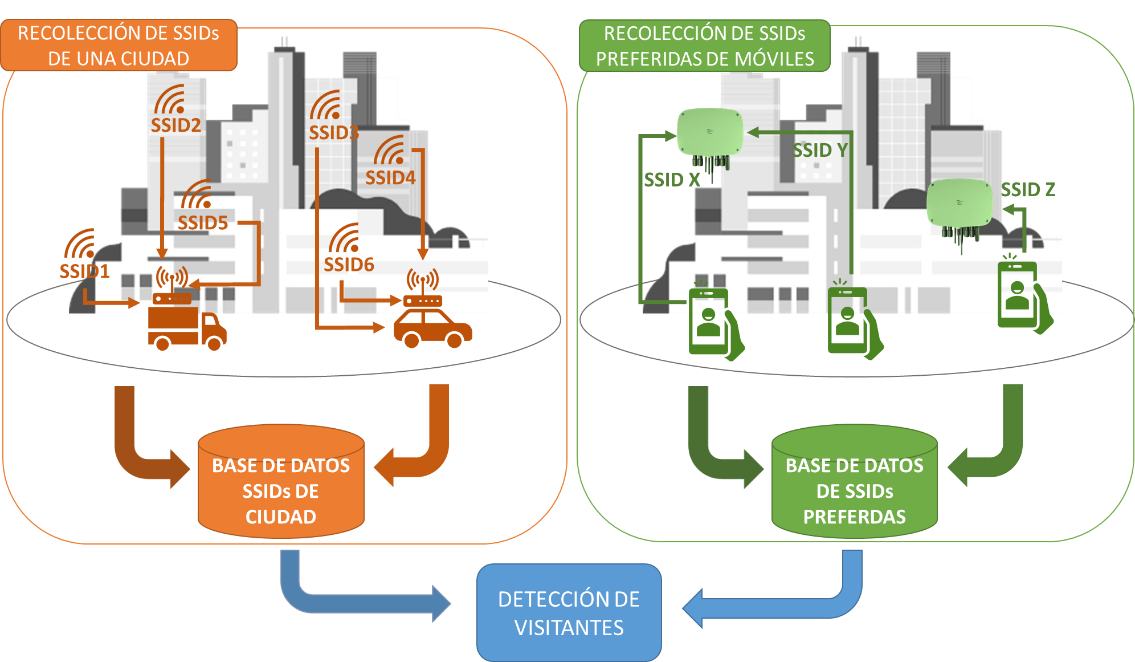 RECOLECCIÓN DE SSIDs
DE UNA CIUDAD
SSID2
SSID3
SSID4
SSID5
SSID1
SSID6
BASE DE DATOS
SSIDs DE
CIUDAD
RECOLECCIÓN DE SSIDs
PREFERIDAS DE MÓVILES
SSID Y
SSID X
SSID Z
BASE DE DATOS
DE SSIDs
PREFERDAS
DETECCIÓN DE
VISITANTES